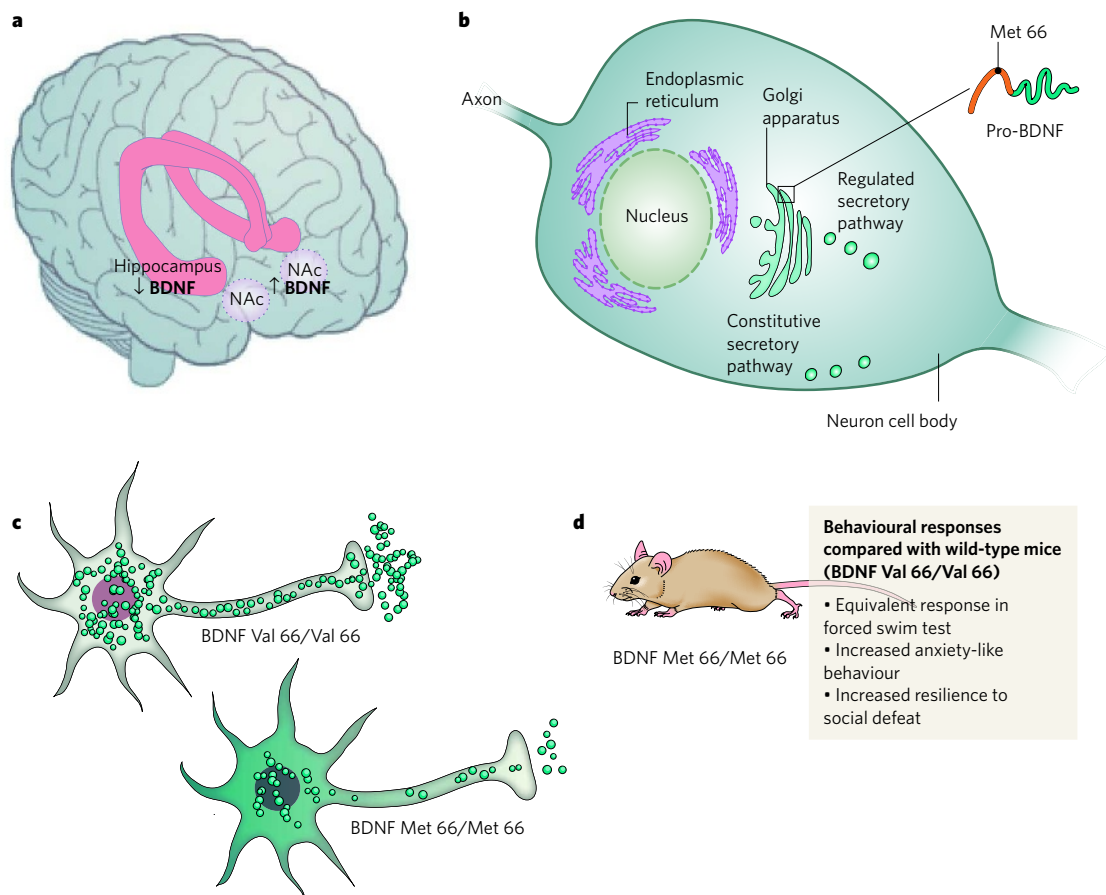 a
Hippocampus
↓ BDNF
NAc
↑ BDNF
NAc
b
Axon
Endoplasmic
reticulum
Golgi
apparatus
Met 66
Pro-BDNF
Nucleus
Regulated
secretory
pathway
Constitutive
secretory
pathway
Neuron cell body
c
BDNF Val 66/Val 66
BDNF Met 66/Met 66
d
BDNF Met 66/Met 66
Behavioural responses
compared with wild-type mice
(BDNF Val 66/Val 66)
• Equivalent response in
forced swim test
• Increased anxiety-like
behaviour
• Increased resilience to
social defeat